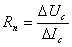 R_n = ΔU_c / ΔI_c